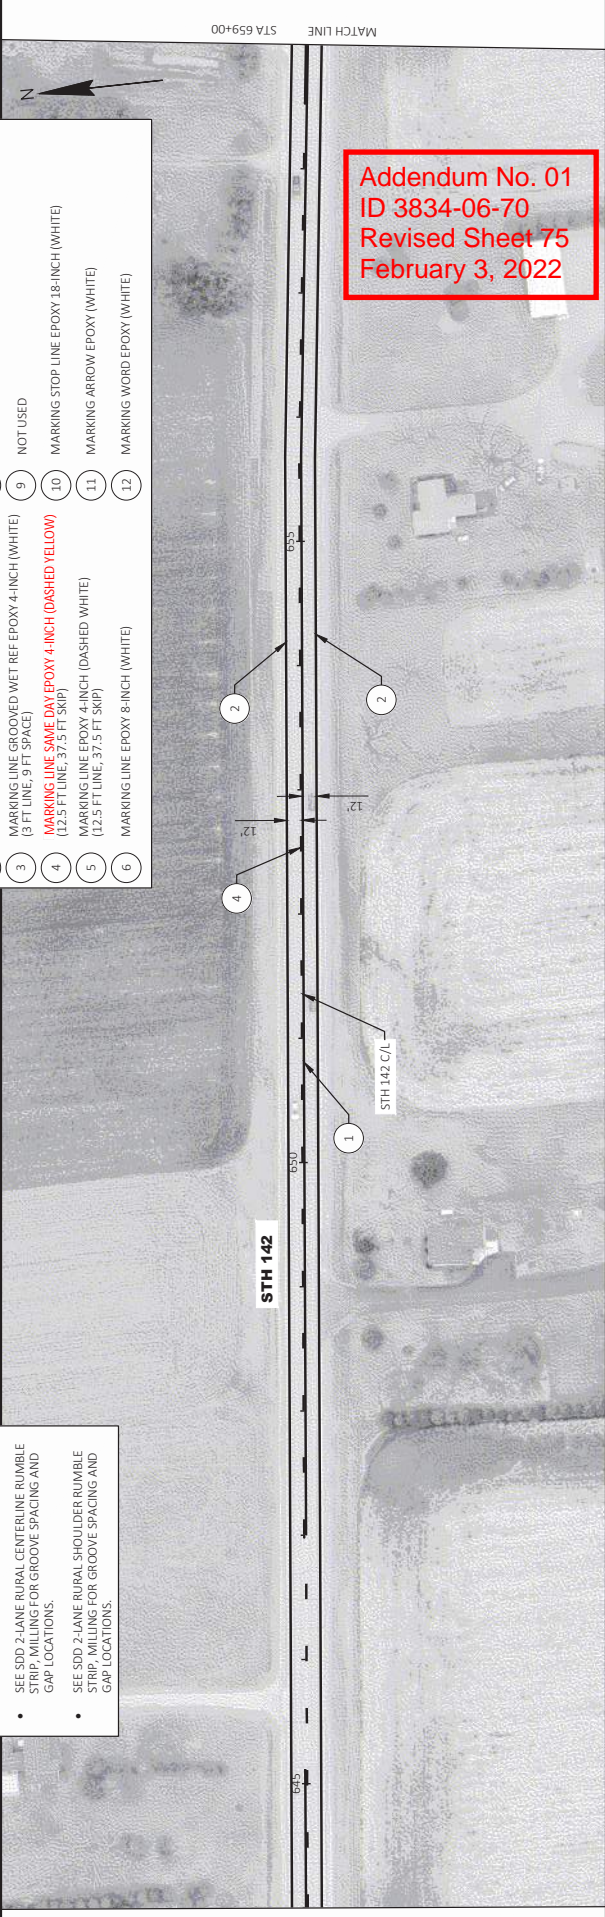 MATCH LINE STA 659+00
N
Addendum No. 01
ID 3834-06-70
Revised Sheet 75
February 3, 2022
3 MARKING LINE GROOVED WET REF EPOXY 4-INCH (WHITE)
(3 FT LINE, 9 FT SPACE)
4 MARKING LINE SAME DAY EPOXY 4-INCH (DASHED YELLOW)
(12.5 FT LINE, 37.5 FT SKIP)
5 MARKING LINE EPOXY 4-INCH (DASHED WHITE)
(12.5 FT LINE, 37.5 FT SKIP)
6 MARKING LINE EPOXY 8-INCH (WHITE)
9 NOT USED
10 MARKING STOP LINE EPOXY 18-INCH (WHITE)
11 MARKING ARROW EPOXY (WHITE)
12 MARKING WORD EPOXY (WHITE)
655
2
2
12'
12'
4
STH 142 C/L
1
650
STH 142
• SEE SDD 2-LANE RURAL CENTERLINE RUMBLE
STRIP, MILLING FOR GROOVE SPACING AND
GAP LOCATIONS.
• SEE SDD 2-LANE RURAL SHOULDER RUMBLE
STRIP, MILLING FOR GROOVE SPACING AND
GAP LOCATIONS.
645